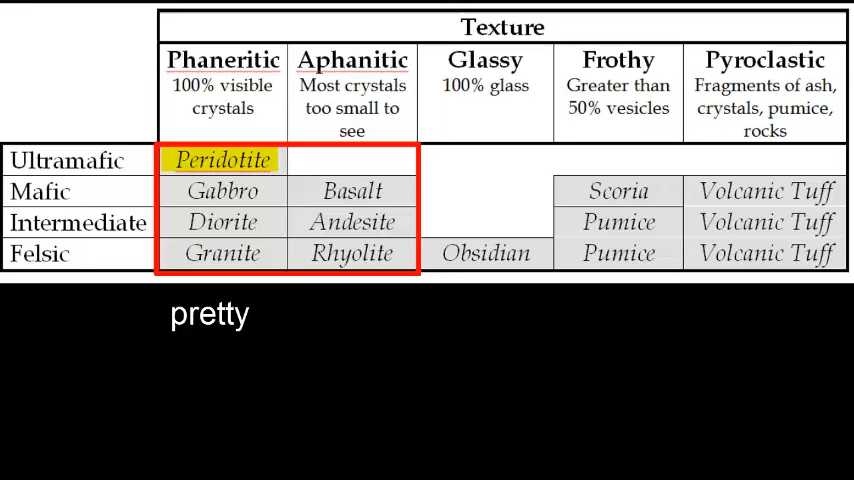 Texture
Phaneritic Aphanitic Glassy Frothy Pyroclastic
100% visible Most crystals 100% glass Greater than Fragments of ash,
crystals too small to 50% vesicles crystals, pumice,
see rocks
Ultramafic Peridotite
Mafic Gabbro Basalt Scoria Volcanic Tuff
Intermediate Diorite Andesite Pumice Volcanic Tuff
Felsic Granite Rhyolite Obsidian Pumice Volcanic Tuff
pretty